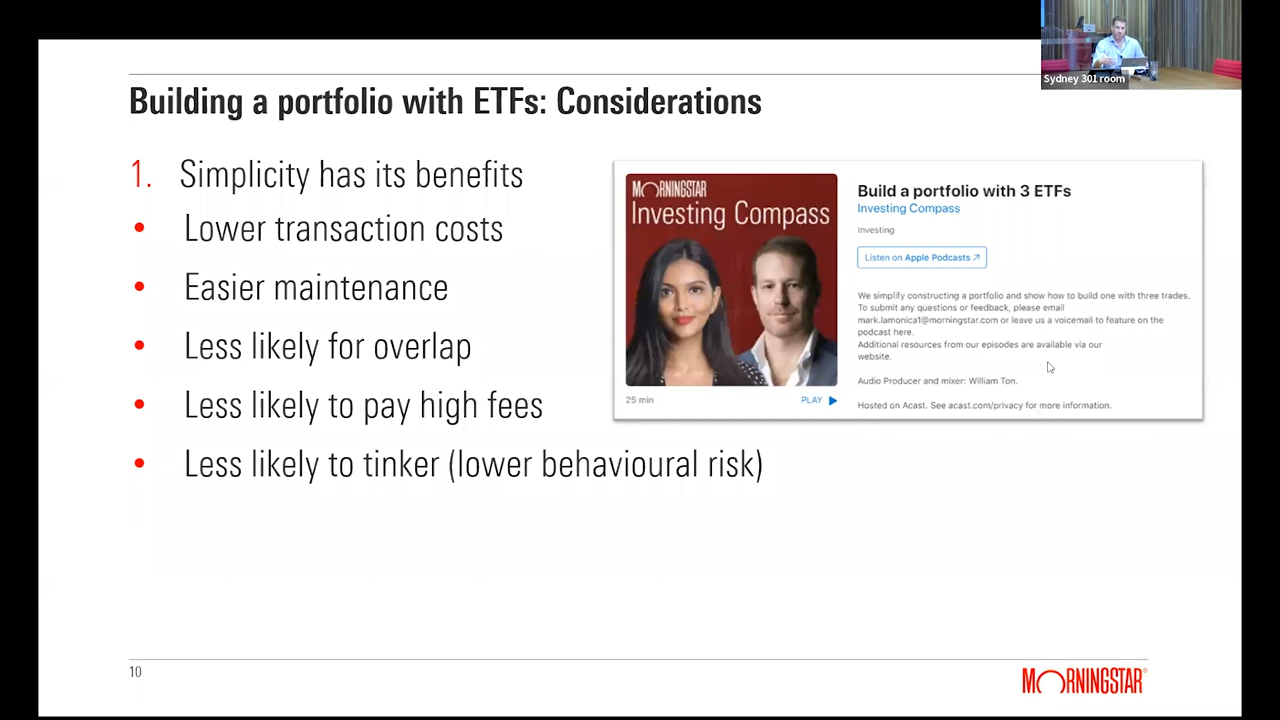 Sydney 301 room
Building a portfolio with ETFs: Considerations
1. Simplicity has its benefits
• Lower transaction costs
• Easier maintenance
• Less likely for overlap
• Less likely to pay high fees
• Less likely to tinker (lower behavioural risk)
MORNINGSTAR
Investing Compass
25 min
PLAY
Build a portfolio with 3 ETFs
Investing Compass
Investing
Listen on Apple Podcasts ↗
We simplify constructing a portfolio and show how to build one with three trades.
To submit any questions or feedback, please email
mark.lamonica1@morningstar.com or leave us a voicemail to feature on the
podcast here.
Additional resources from our episodes are available via our
website.
Audio Producer and mixer: William Ton.
Hosted on Acast. See acast.com/privacy for more information.
10
MORNINGSTAR®